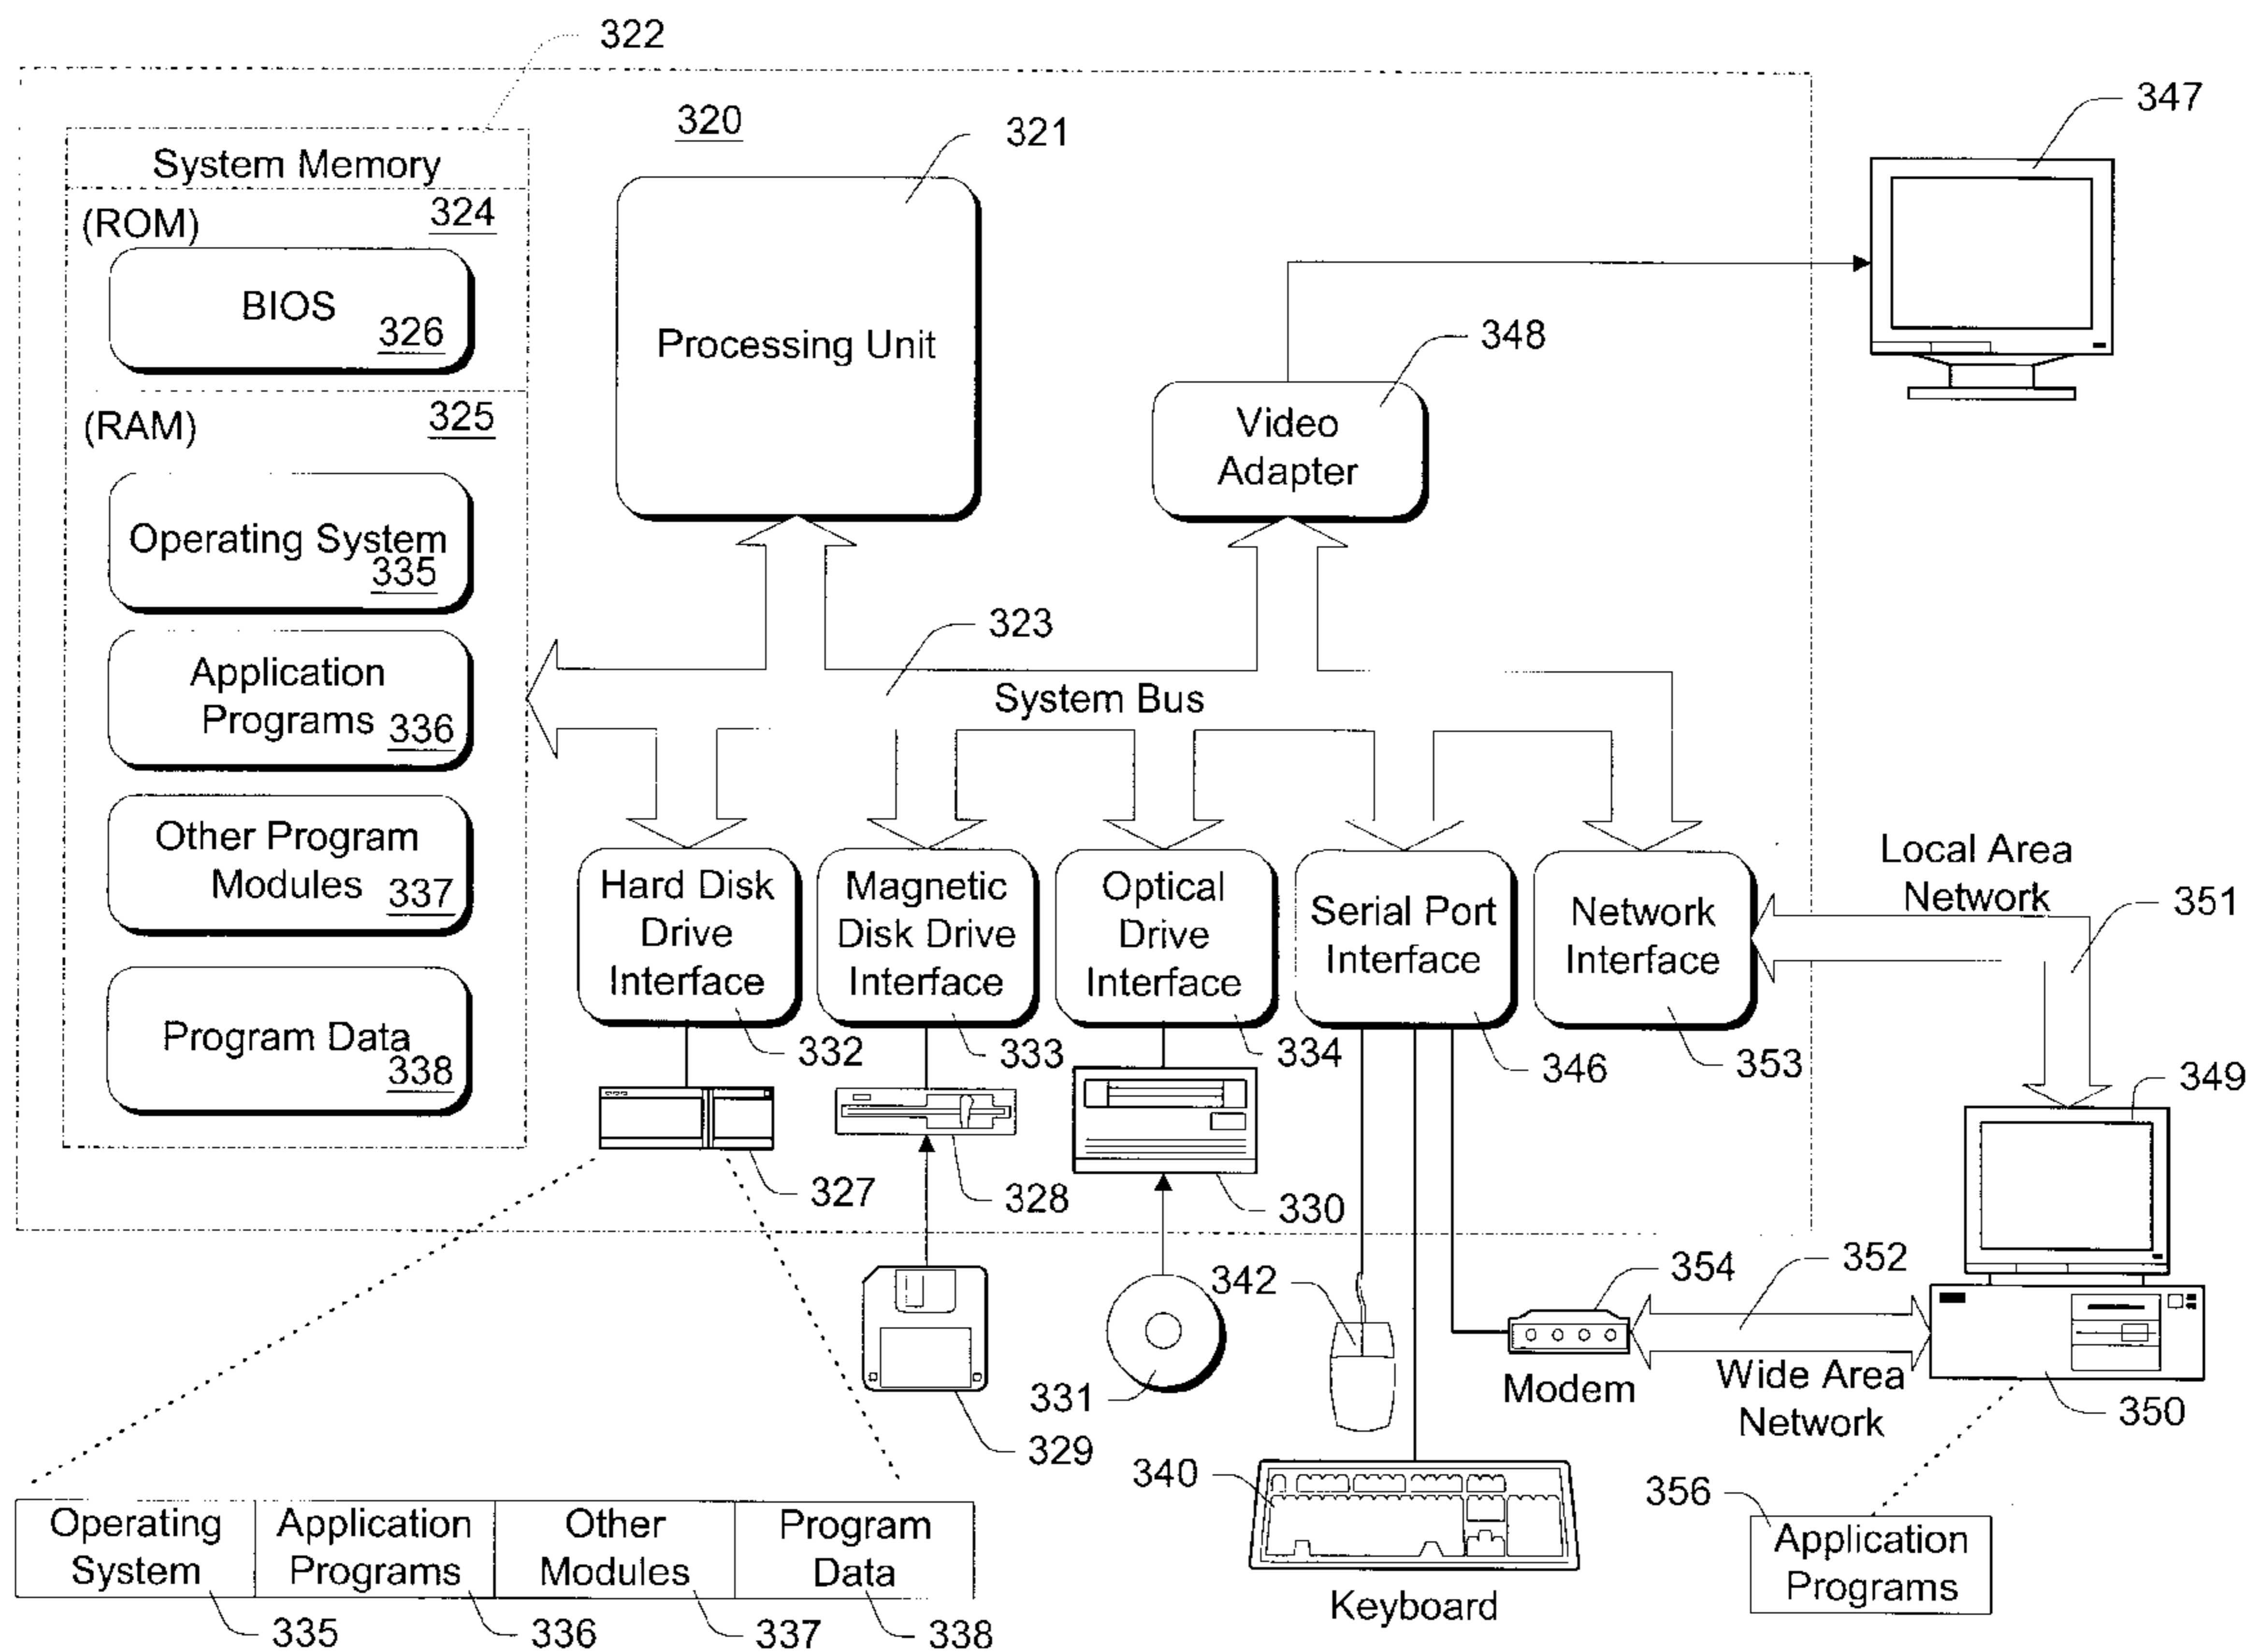 322
320
321
347
System Memory
(ROM)
324
BIOS
326
(RAM)
325
Operating System
335
Application
Programs
336
Other Program
Modules
337
Program Data
338
Processing Unit
348
Video
Adapter
323
System Bus
Hard Disk
Drive
Interface
332
Magnetic
Disk Drive
Interface
333
Optical
Drive
Interface
334
Serial Port
Interface
346
Network
Interface
353
Local Area
Network
351
349
327
328
330
342
354
352
331
329
Modem
Wide Area
Network
350
340
Keyboard
356
Application
Programs
Operating
System
335
Application
Programs
336
Other
Modules
337
Program
Data
338